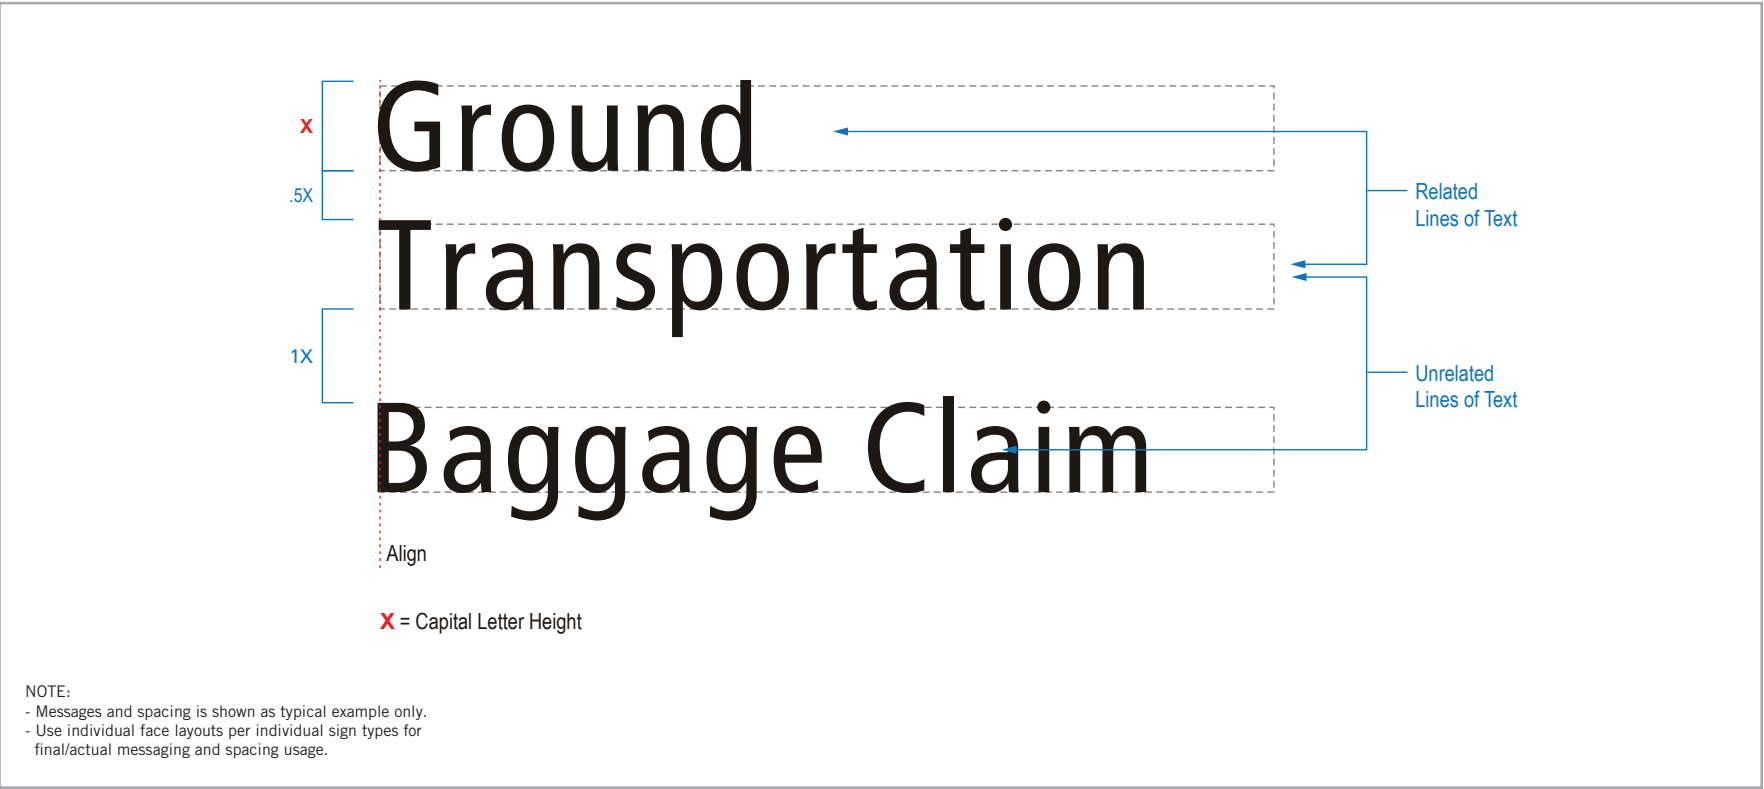 Ground
X
.5X
Related
Lines of Text
Transportation
1X
Unrelated
Lines of Text
Baggage Claim
Align
X = Capital Letter Height
NOTE:
- Messages and spacing is shown as typical example only.
- Use individual face layouts per individual sign types for
final/actual messaging and spacing usage.